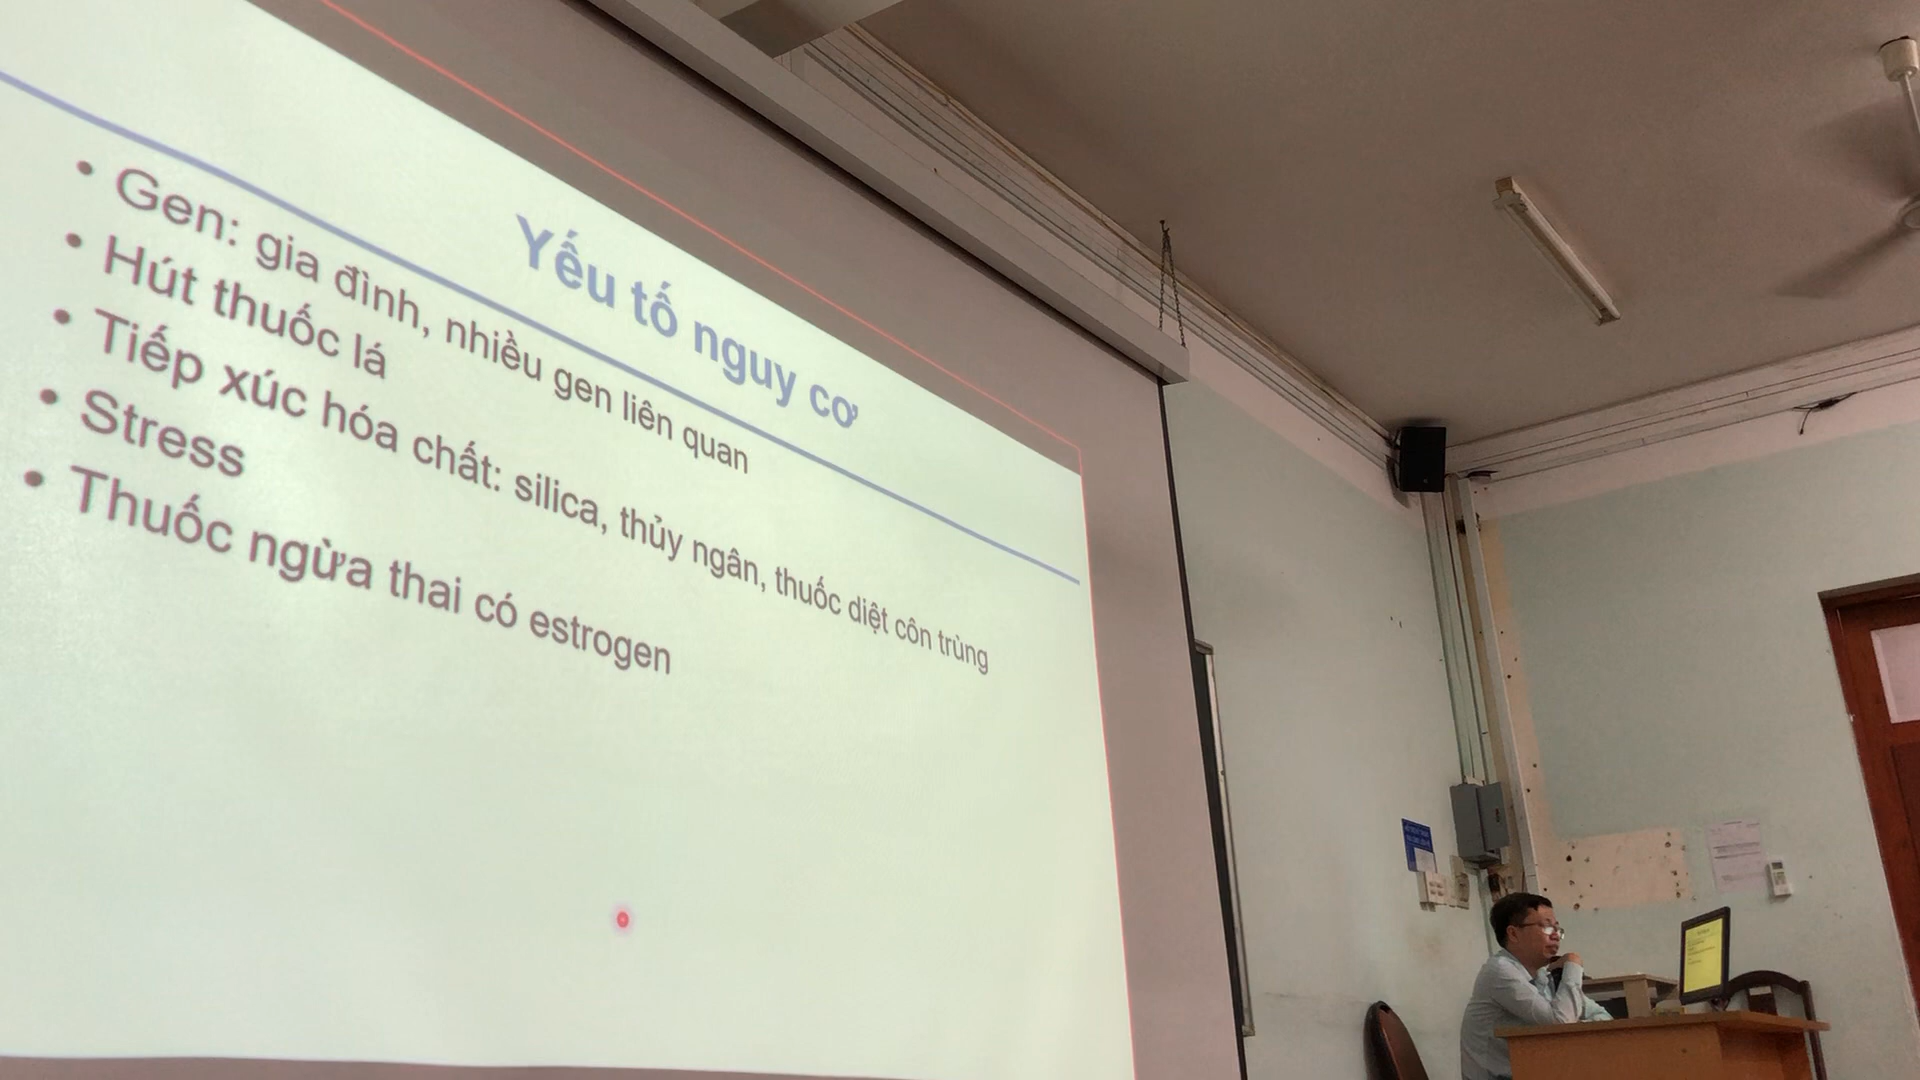 Yếu tố nguy cơ
• Gen: gia đình, nhiều gen liên quan
• Hút thuốc lá
• Tiếp xúc hóa chất: silica, thủy ngân, thuốc diệt côn trùng
• Stress
• Thuốc ngừa thai có estrogen